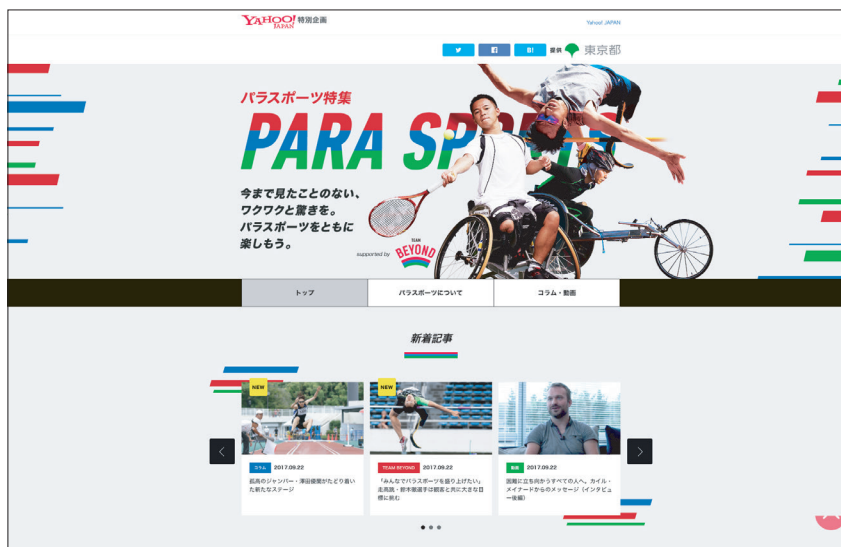 YAHOO! JAPAN 特別企画
Yahoo! JAPAN
B! 提供 東京都
パラスポーツ特集
PARA SPORTS
今まで見たことのない、
ワクワクと驚きを。
パラスポーツをともに
楽しもう。
supported by TEAM BEYOND
トップ
パラスポーツについて
コラム・動画
新着記事
NEW
コラム 2017.09.22
孤高のジャンパー・澤田優蘭がたどり着い
た新たなステージ
NEW
TEAM BEYOND 2017.09.22
「みんなでパラスポーツを盛り上げたい」
走高跳・鈴木徹選手は観客と共に大きな目
標に挑む
動画 2017.09.22
困難に立ち向かうすべての人へ。カイル・
メイナードからのメッセージ（インタビュ
ー後編）